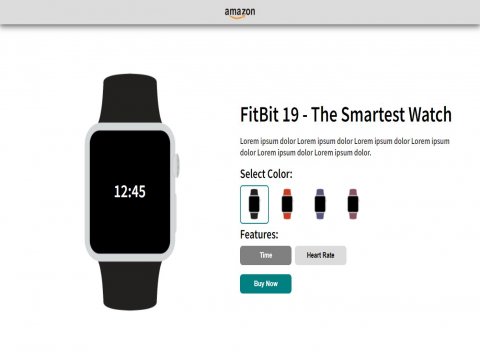 amazon
FitBit 19 - The Smartest Watch
Lorem ipsum dolor Lorem ipsum dolor Lorem ipsum dolor Lorem ipsum
dolor Lorem ipsum dolor Lorem ipsum dolor.
12:45
Select Color:
Features:
Time Heart Rate
Buy Now